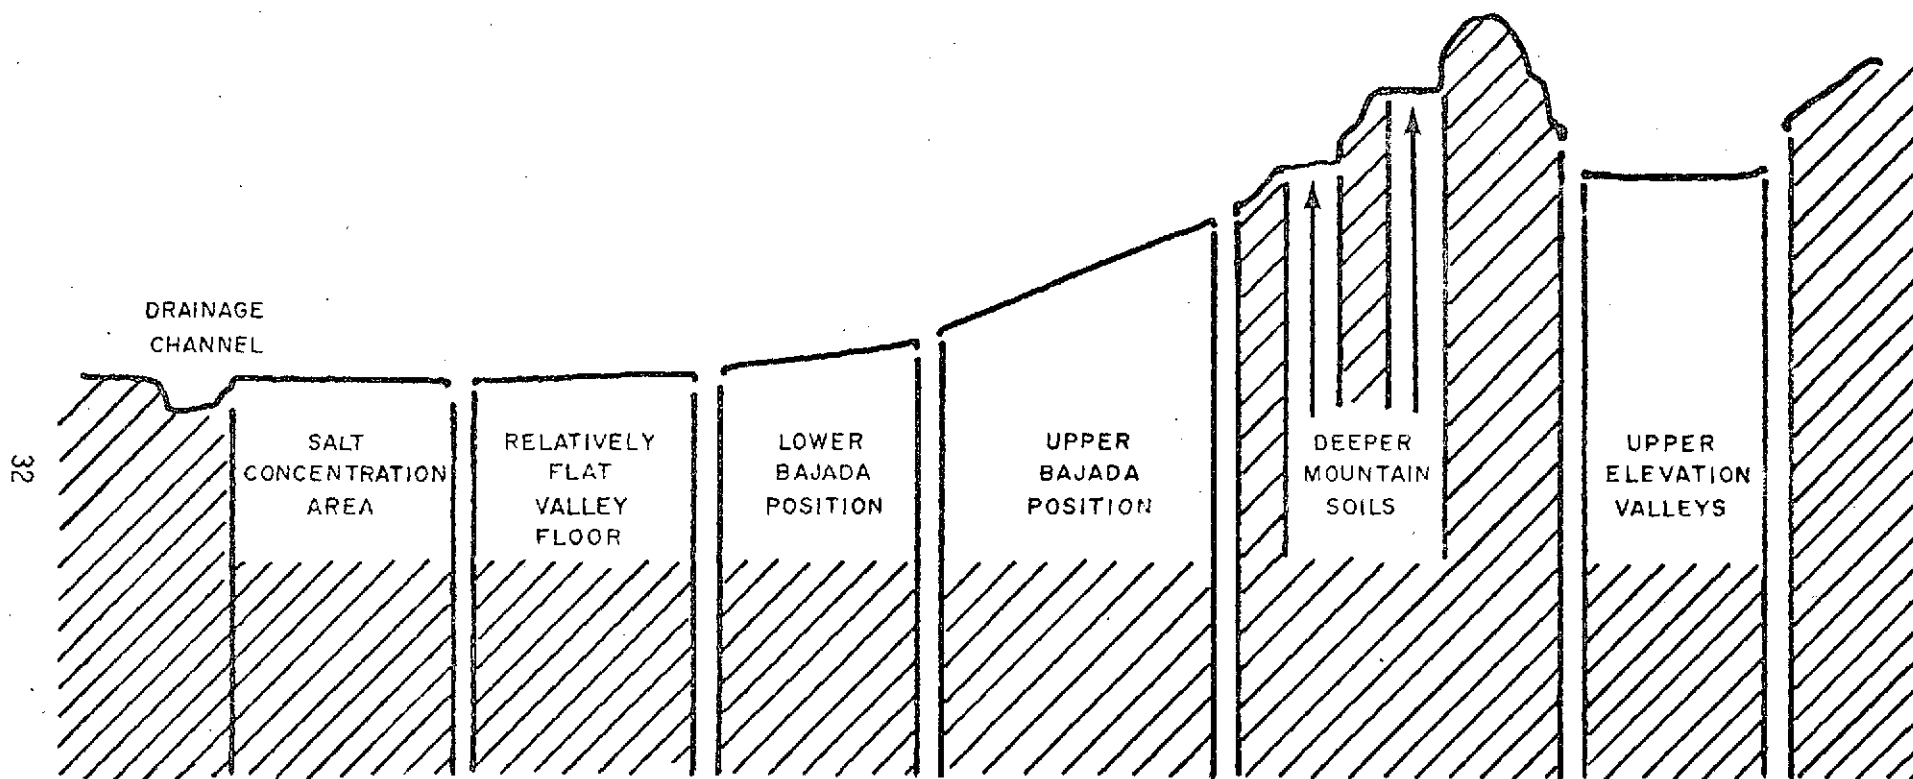 DRAINAGE
CHANNEL
SALT
CONCENTRATION
AREA
RELATIVELY
FLAT
VALLEY
FLOOR
LOWER
BAJADA
POSITION
UPPER
BAJADA
POSITION
DEEPER
MOUNTAIN
SOILS
UPPER
ELEVATION
VALLEYS
32